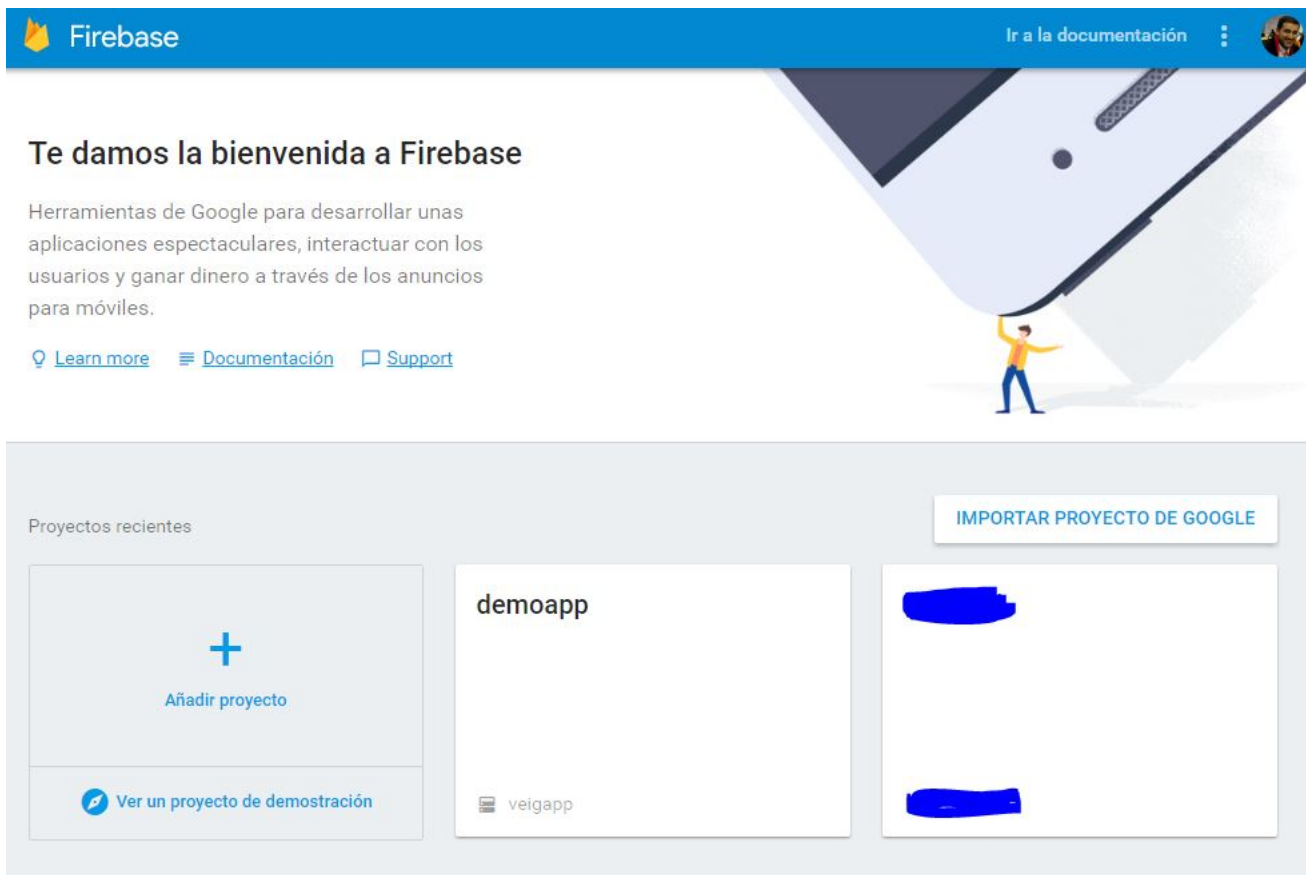 Firebase
Ir a la documentación
Te damos la bienvenida a Firebase
Herramientas de Google para desarrollar unas
aplicaciones espectaculares, interactuar con los
usuarios y ganar dinero a través de los anuncios
para móviles.
Learn more Documentación Support
Proyectos recientes
IMPORTAR PROYECTO DE GOOGLE
Añadir proyecto
Ver un proyecto de demostración
demoapp
veigapp